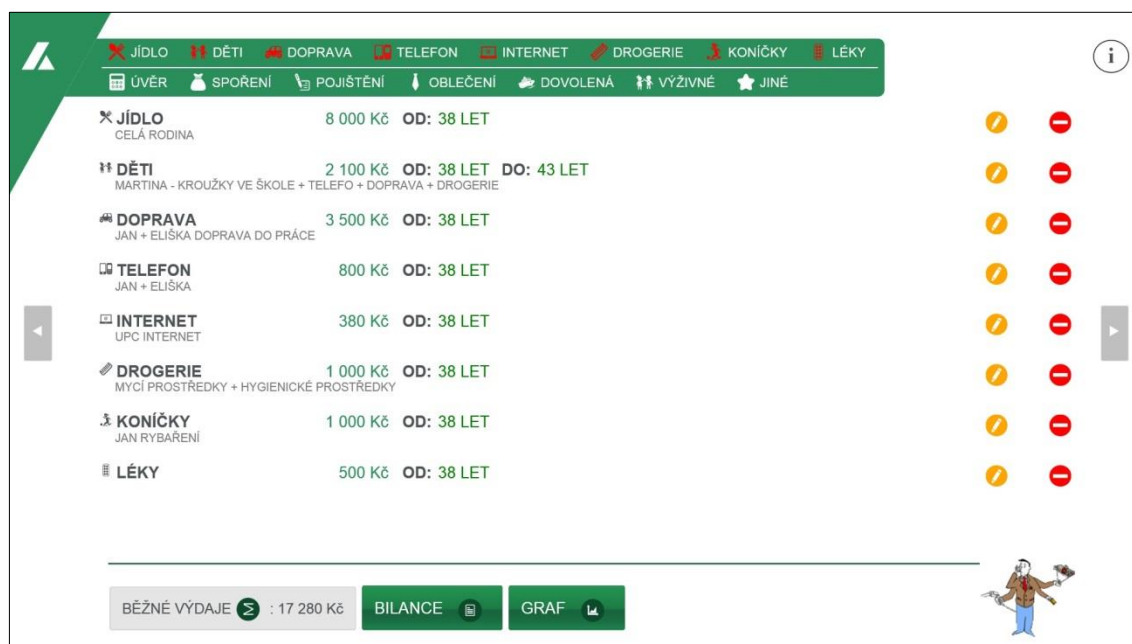 JÍDLO DĚTI DOPRAVA TELEFON INTERNET DROGERIE KONÍČKY LÉKY
ÚVĚR SPOŘENÍ POJIŠTĚNÍ OBLEČENÍ DOVOLENÁ VÝŽIVNÉ JINÉ
i
JÍDLO 8 000 Kč OD: 38 LET
CELÁ RODINA
DĚTI 2 100 Kč OD: 38 LET DO: 43 LET
MARTINA - KROUŽKY VE ŠKOLE + TELEFO + DOPRAVA + DROGERIE
DOPRAVA 3 500 Kč OD: 38 LET
JAN + ELIŠKA DOPRAVA DO PRÁCE
TELEFON 800 Kč OD: 38 LET
JAN + ELIŠKA
INTERNET 380 Kč OD: 38 LET
UPC INTERNET
DROGERIE 1 000 Kč OD: 38 LET
MYCÍ PROSTŘEDKY + HYGIENICKÉ PROSTŘEDKY
KONÍČKY 1 000 Kč OD: 38 LET
JAN RYBAŘENÍ
LÉKY 500 Kč OD: 38 LET
BĚŽNÉ VÝDAJE Σ : 17 280 Kč BILANCE GRAF